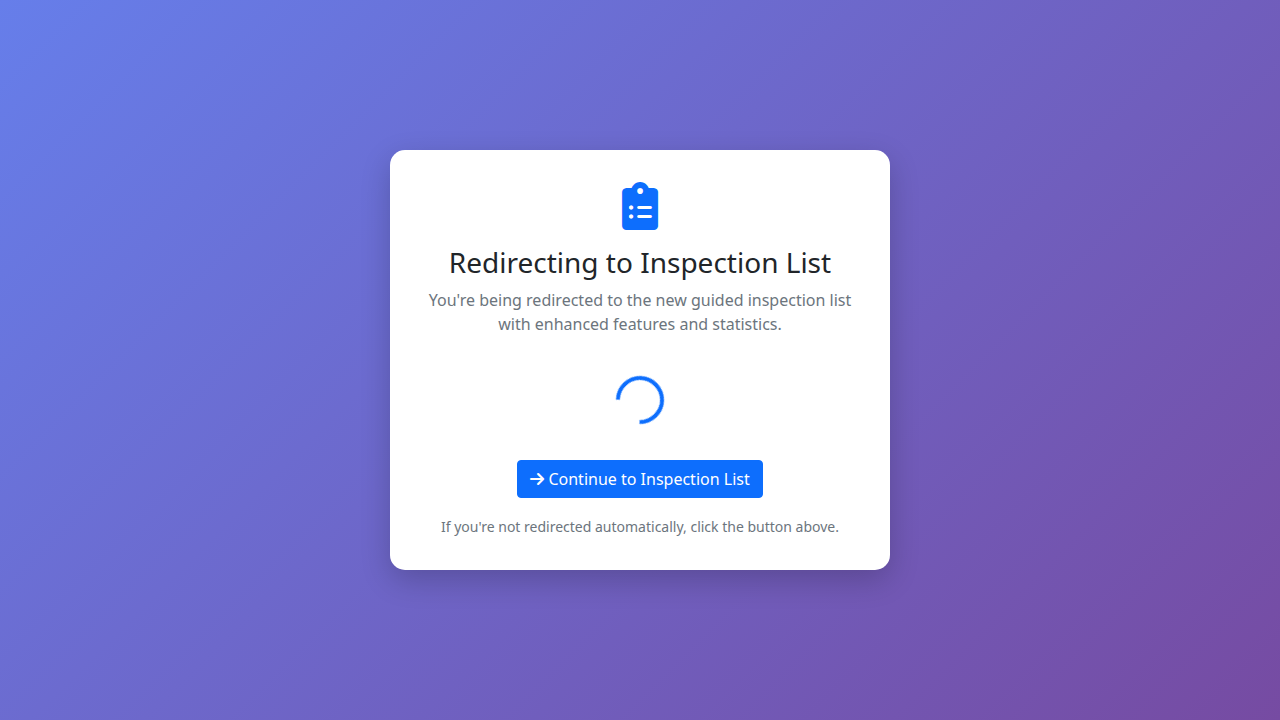 Redirecting to Inspection List
You're being redirected to the new guided inspection list
with enhanced features and statistics.
Continue to Inspection List
If you're not redirected automatically, click the button above.